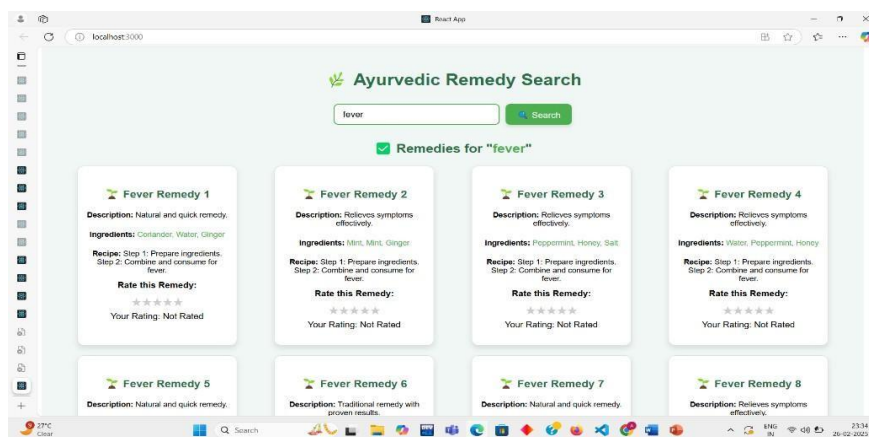 React App
localhost:3000
Ayurvedic Remedy Search
fever
Search
Remedies for "fever"
Fever Remedy 1
Description: Natural and quick remedy.
Ingredients: Coriander, Water, Ginger
Recipe: Step 1: Prepare ingredients.
Step 2: Combine and consume for
fever.
Rate this Remedy:
Your Rating: Not Rated
Fever Remedy 2
Description: Relieves symptoms
effectively.
Ingredients: Mint, Mint, Ginger
Recipe: Step 1: Prepare ingredients.
Step 2: Combine and consume for
fever.
Rate this Remedy:
Your Rating: Not Rated
Fever Remedy 3
Description: Relieves symptoms
effectively.
Ingredients: Peppermint, Honey, Salt
Recipe: Step 1: Prepare ingredients.
Step 2: Combine and consume for
fever.
Rate this Remedy:
Your Rating: Not Rated
Fever Remedy 4
Description: Relieves symptoms
effectively.
Ingredients: Water, Peppermint, Honey
Recipe: Step 1: Prepare ingredients.
Step 2: Combine and consume for
fever.
Rate this Remedy:
Your Rating: Not Rated
Fever Remedy 5
Description: Natural and quick remedy.
Fever Remedy 6
Description: Traditional remedy with
proven results.
Fever Remedy 7
Description: Natural and quick remedy.
Fever Remedy 8
Description: Relieves symptoms
effectively.
27°C
Clear
Search
ENG
IN
23:34
26-02-2025